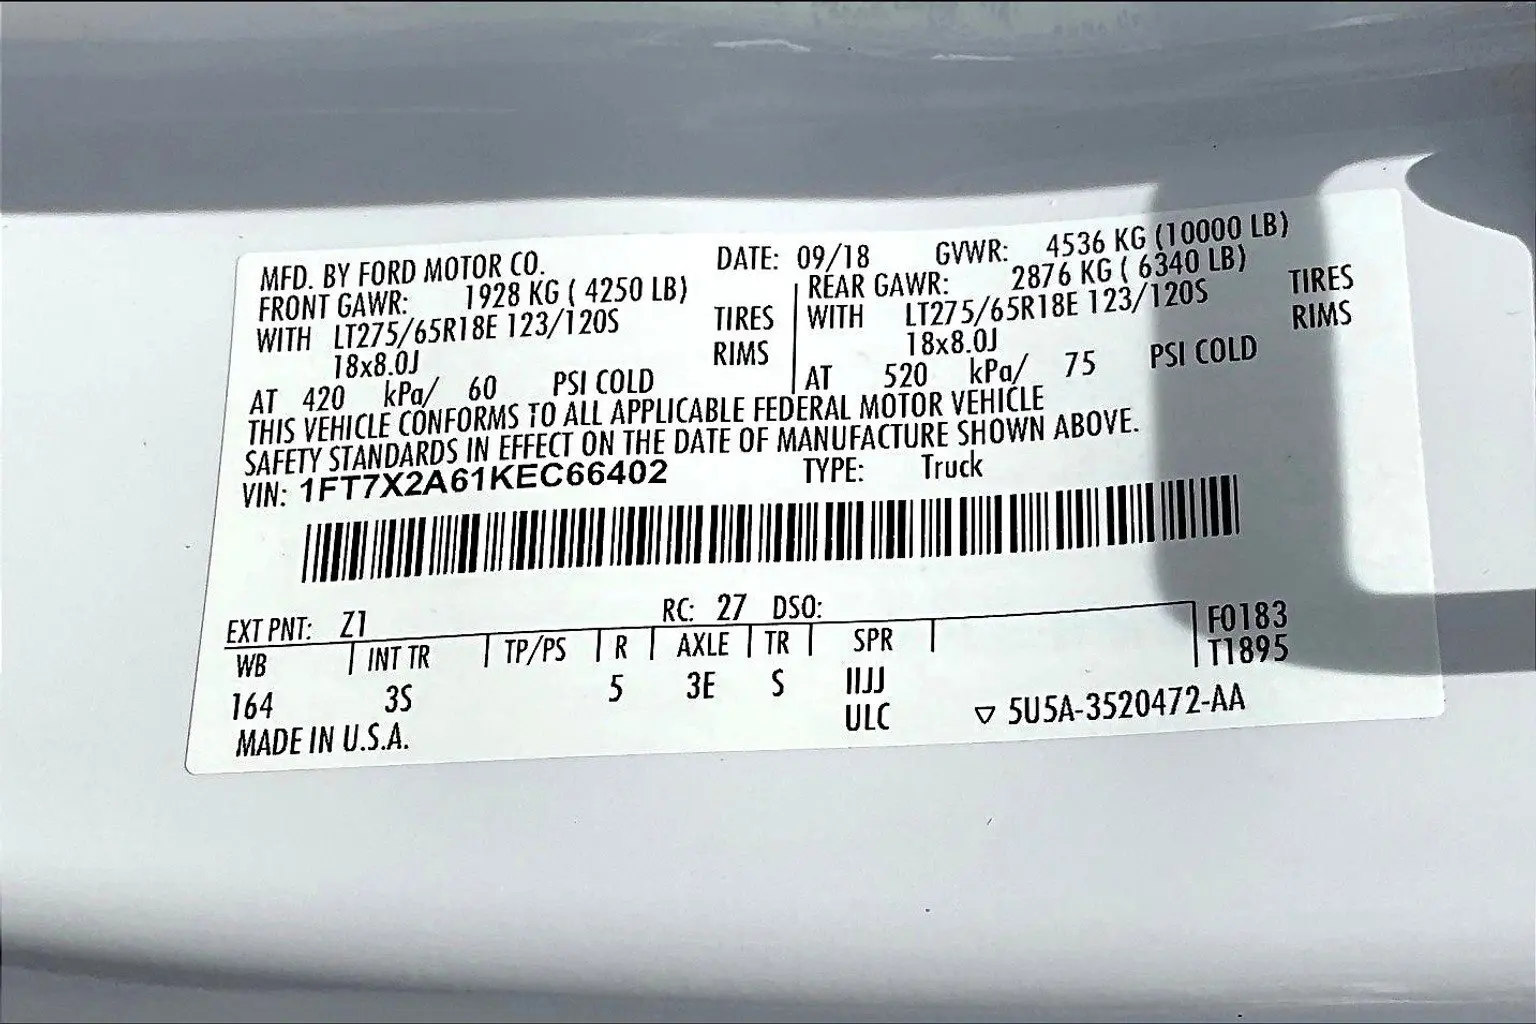 MFD. BY FORD MOTOR CO. DATE: 09/18 GVWR: 4536 KG (10000 LB)
FRONT GAWR: 1928 KG ( 4250 LB) REAR GAWR: 2876 KG ( 6340 LB)
WITH LT275/65R18E 123/120S TIRES WITH LT275/65R18E 123/120S TIRES
18x8.0J RIMS 18x8.0J RIMS
AT 420 kPa/ 60 PSI COLD AT 520 kPa/ 75 PSI COLD
THIS VEHICLE CONFORMS TO ALL APPLICABLE FEDERAL MOTOR VEHICLE
SAFETY STANDARDS IN EFFECT ON THE DATE OF MANUFACTURE SHOWN ABOVE.
VIN: 1FT7X2A61KEC66402 TYPE: Truck
EXT PNT: Z1 RC: 27 DSO: F0183
WB INT TR TP/PS R AXLE TR SPR T1895
164 3S 5 3E S IIJJ
ULC ▽ 5U5A-3520472-AA
MADE IN U.S.A.